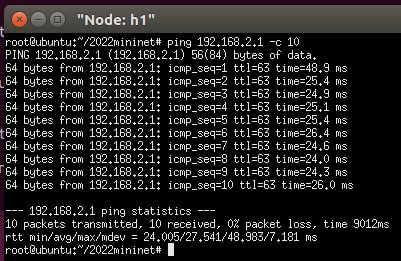 "Node: h1"
root@ubuntu:~/2022mininet# ping 192.168.2.1 -c 10
PING 192.168.2.1 (192.168.2.1) 56(84) bytes of data.
64 bytes from 192.168.2.1: icmp_seq=1 ttl=63 time=48.9 ms
64 bytes from 192.168.2.1: icmp_seq=2 ttl=63 time=25.4 ms
64 bytes from 192.168.2.1: icmp_seq=3 ttl=63 time=24.9 ms
64 bytes from 192.168.2.1: icmp_seq=4 ttl=63 time=25.1 ms
64 bytes from 192.168.2.1: icmp_seq=5 ttl=63 time=25.4 ms
64 bytes from 192.168.2.1: icmp_seq=6 ttl=63 time=26.4 ms
64 bytes from 192.168.2.1: icmp_seq=7 ttl=63 time=24.6 ms
64 bytes from 192.168.2.1: icmp_seq=8 ttl=63 time=24.0 ms
64 bytes from 192.168.2.1: icmp_seq=9 ttl=63 time=24.3 ms
64 bytes from 192.168.2.1: icmp_seq=10 ttl=63 time=26.0 ms
--- 192.168.2.1 ping statistics ---
10 packets transmitted, 10 received, 0% packet loss, time 9012ms
rtt min/avg/max/mdev = 24.005/27.541/48.983/7.181 ms
root@ubuntu:~/2022mininet#